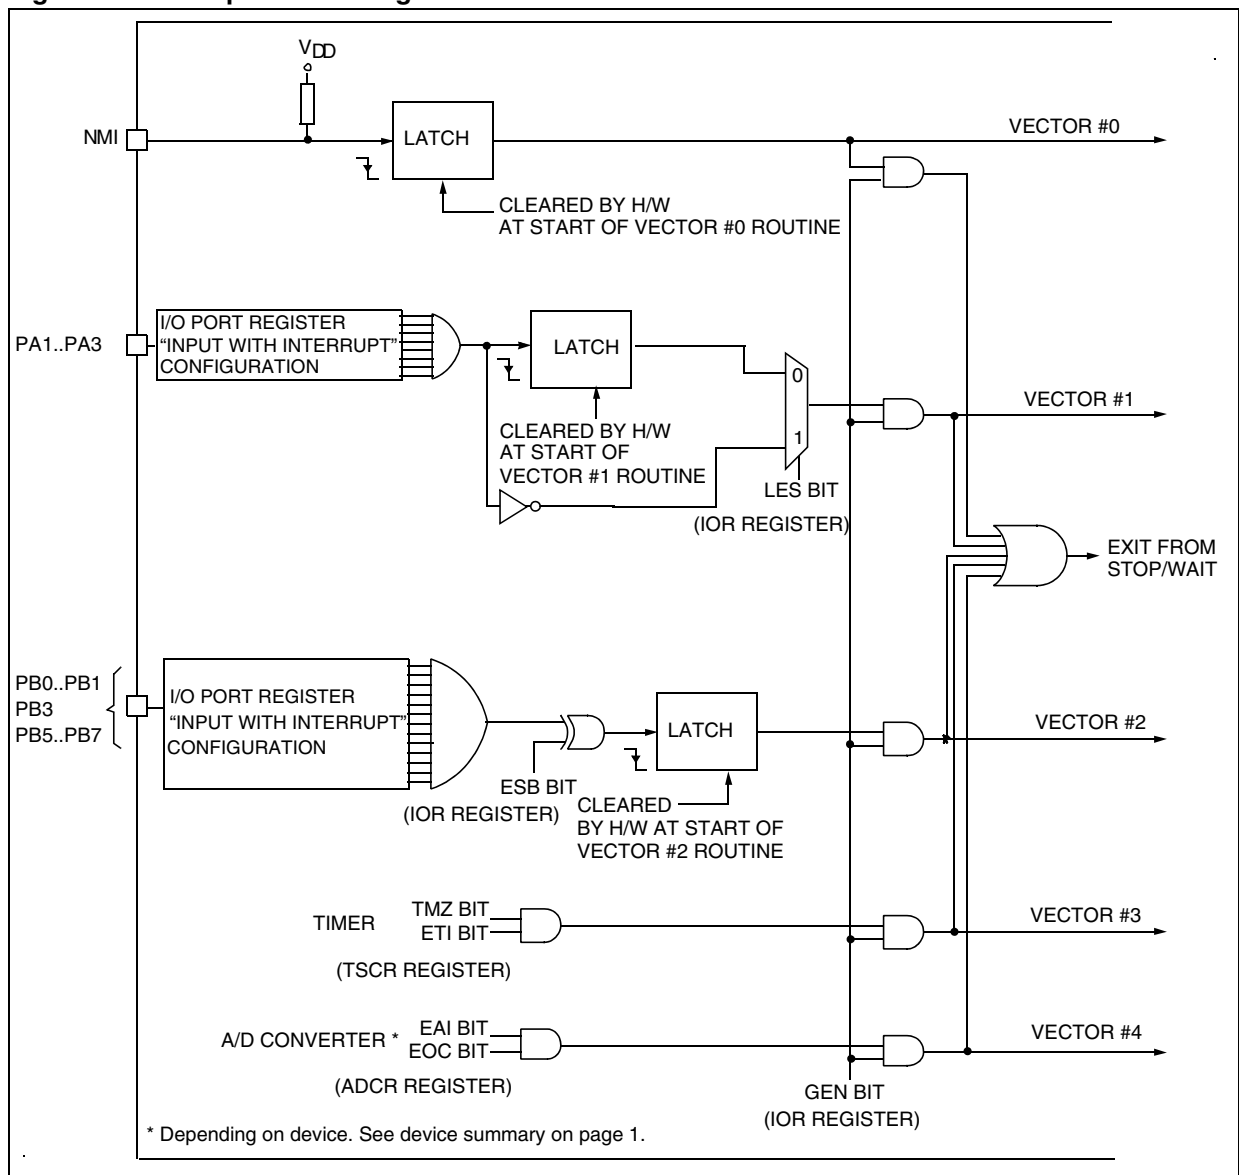 V
DD
NMI
LATCH
VECTOR #0
CLEARED BY H/W
AT START OF VECTOR #0 ROUTINE
PA1..PA3
I/O PORT REGISTER
“INPUT WITH INTERRUPT”
CONFIGURATION
LATCH
0
1
VECTOR #1
CLEARED BY H/W
AT START OF
VECTOR #1 ROUTINE
LES BIT
(IOR REGISTER)
EXIT FROM
STOP/WAIT
PB0..PB1
PB3
PB5..PB7
I/O PORT REGISTER
“INPUT WITH INTERRUPT”
CONFIGURATION
LATCH
VECTOR #2
ESB BIT
(IOR REGISTER)
CLEARED
BY H/W AT START OF
VECTOR #2 ROUTINE
TIMER
TMZ BIT
ETI BIT
(TSCR REGISTER)
VECTOR #3
A/D CONVERTER *
EAI BIT
EOC BIT
(ADCR REGISTER)
VECTOR #4
GEN BIT
(IOR REGISTER)
* Depending on device. See device summary on page 1.